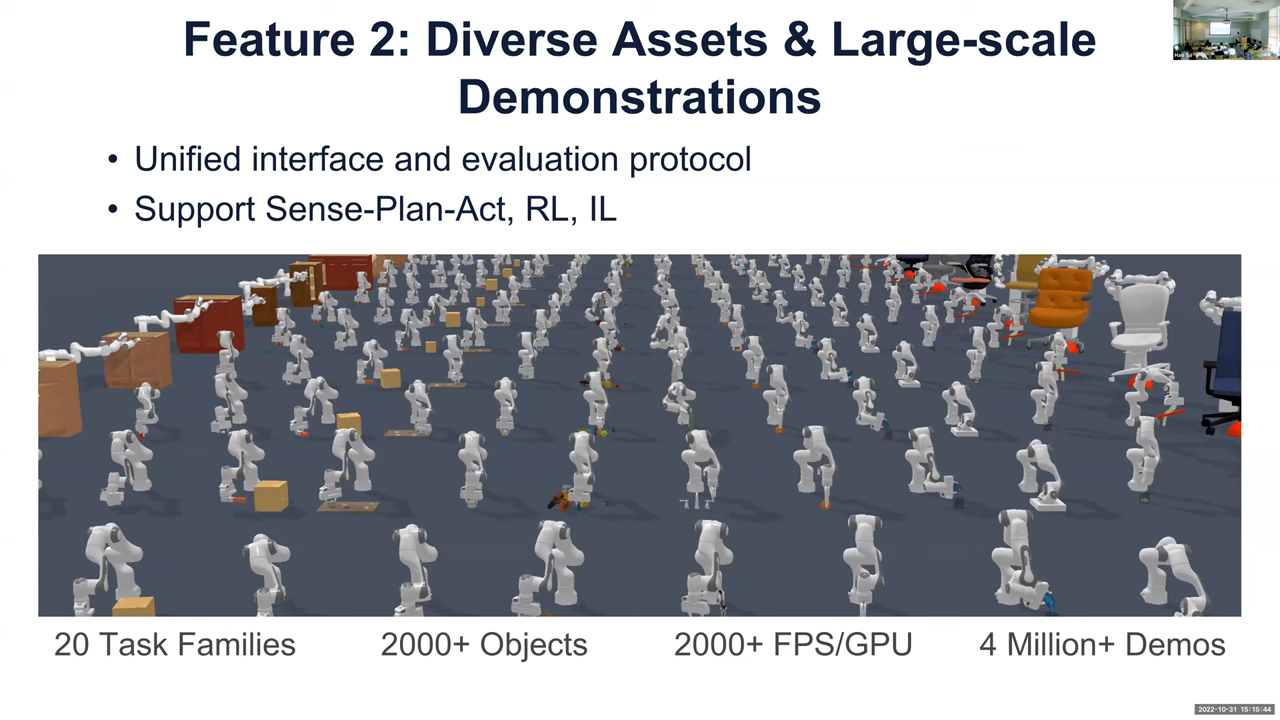 Feature 2: Diverse Assets & Large-scale
Demonstrations
• Unified interface and evaluation protocol
• Support Sense-Plan-Act, RL, IL
20 Task Families
2000+ Objects
2000+ FPS/GPU
4 Million+ Demos
2022-10-31 15:15:44